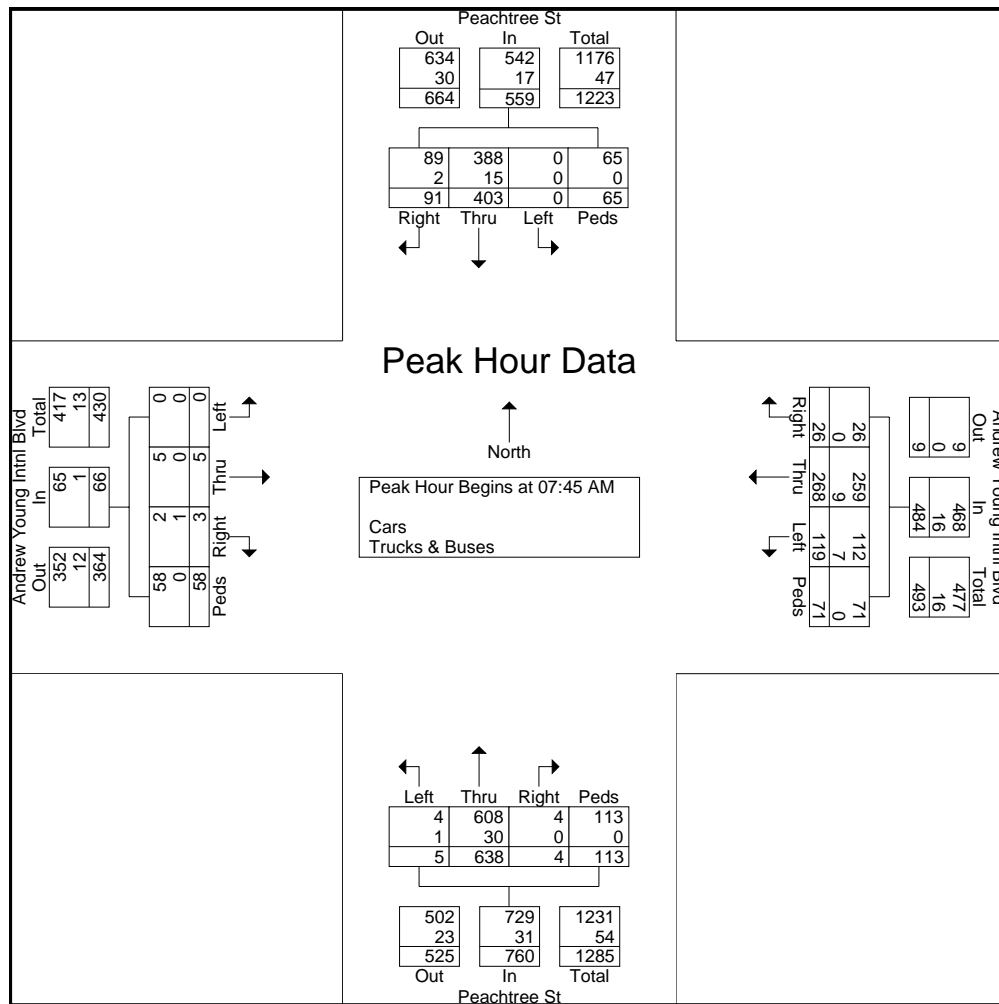 Peachtree St
Out In Total
634 542 1176
30 17 47
664 559 1223
89 388 0 65
2 15 0 0
91 403 0 65
Right Thru Left Peds
Peak Hour Data
North
Peak Hour Begins at 07:45 AM
Cars
Trucks & Buses
Andrew Young Intnl Blvd
Out In Total
352 65 417
12 1 13
364 66 430
58 2 5 0
0 1 0 0
58 3 5 0
Peds Right Thru Left
Andrew Young Intnl Blvd
Out In Total
9 468 477
0 16 16
9 484 493
26 259 112 71
0 9 7 0
26 268 119 71
Right Thru Left Peds
Left Thru Right Peds
4 608 4 113
1 30 0 0
5 638 4 113
502 729 1231
23 31 54
525 760 1285
Out In Total
Peachtree St